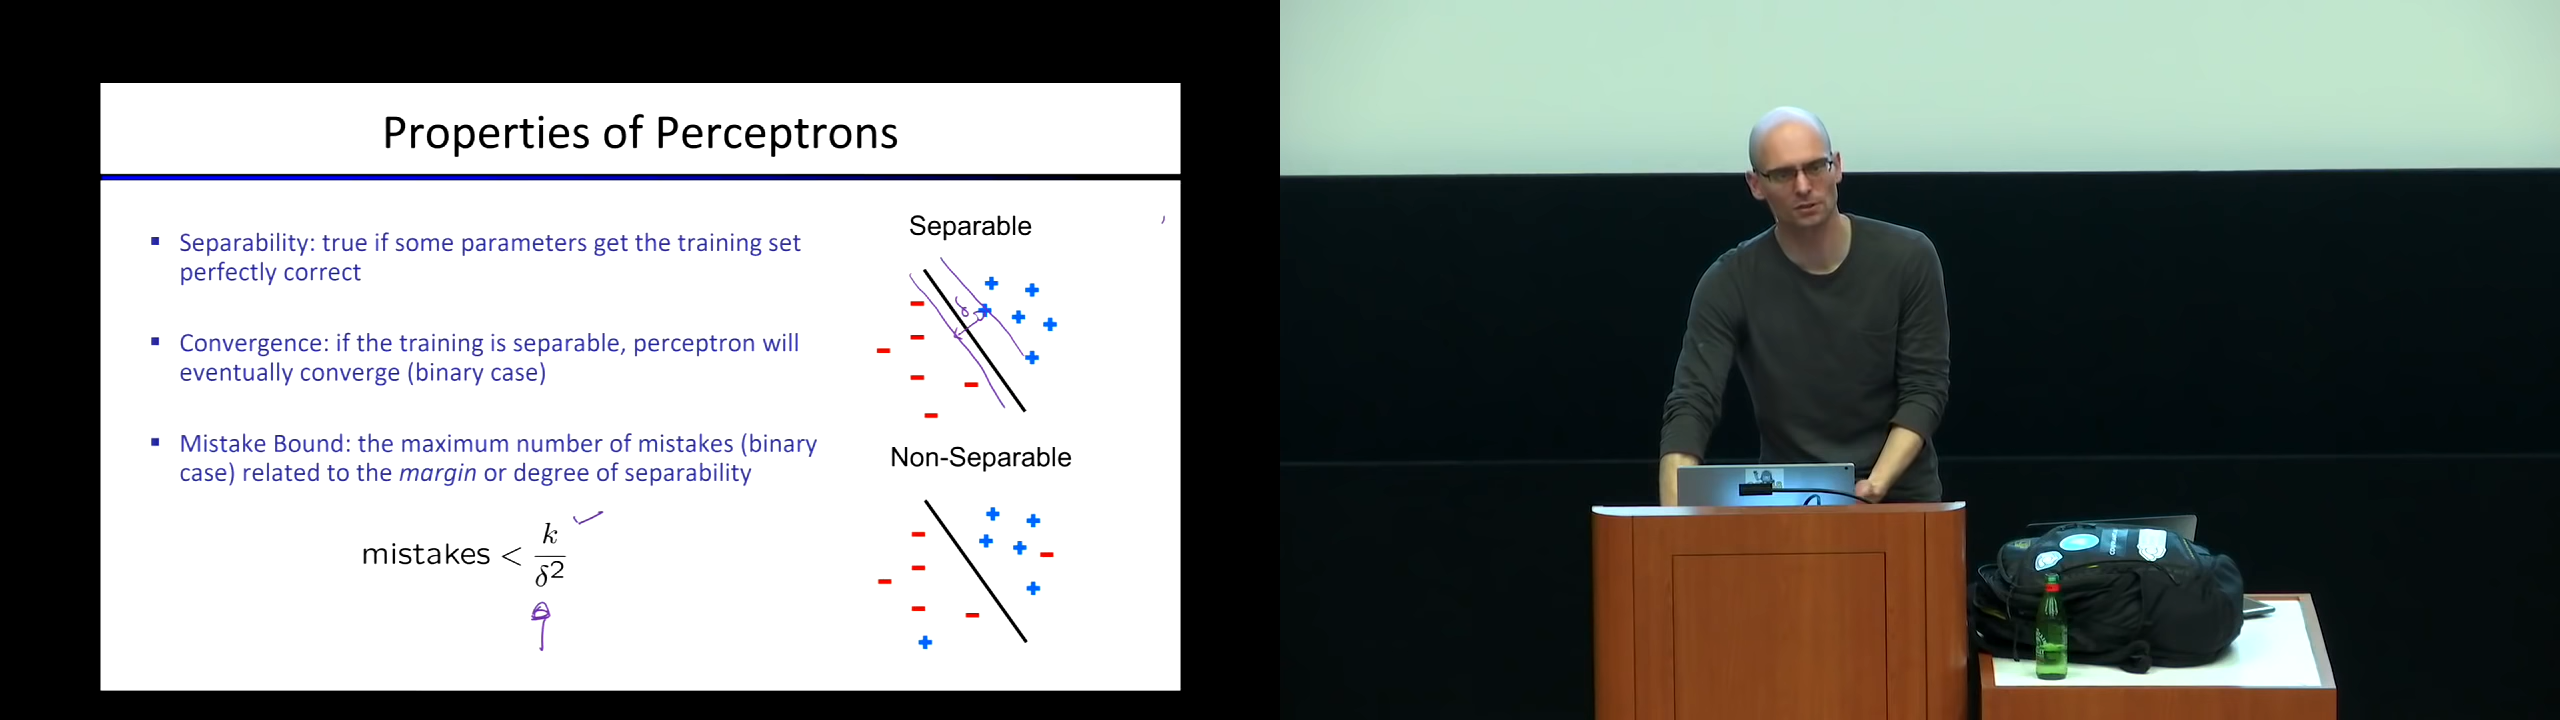 Properties of Perceptrons
Separability: true if some parameters get the training set
perfectly correct
Convergence: if the training is separable, perceptron will
eventually converge (binary case)
Mistake Bound: the maximum number of mistakes (binary
case) related to the margin or degree of separability
mistakes < k/δ²
Separable
δ
Non-Separable